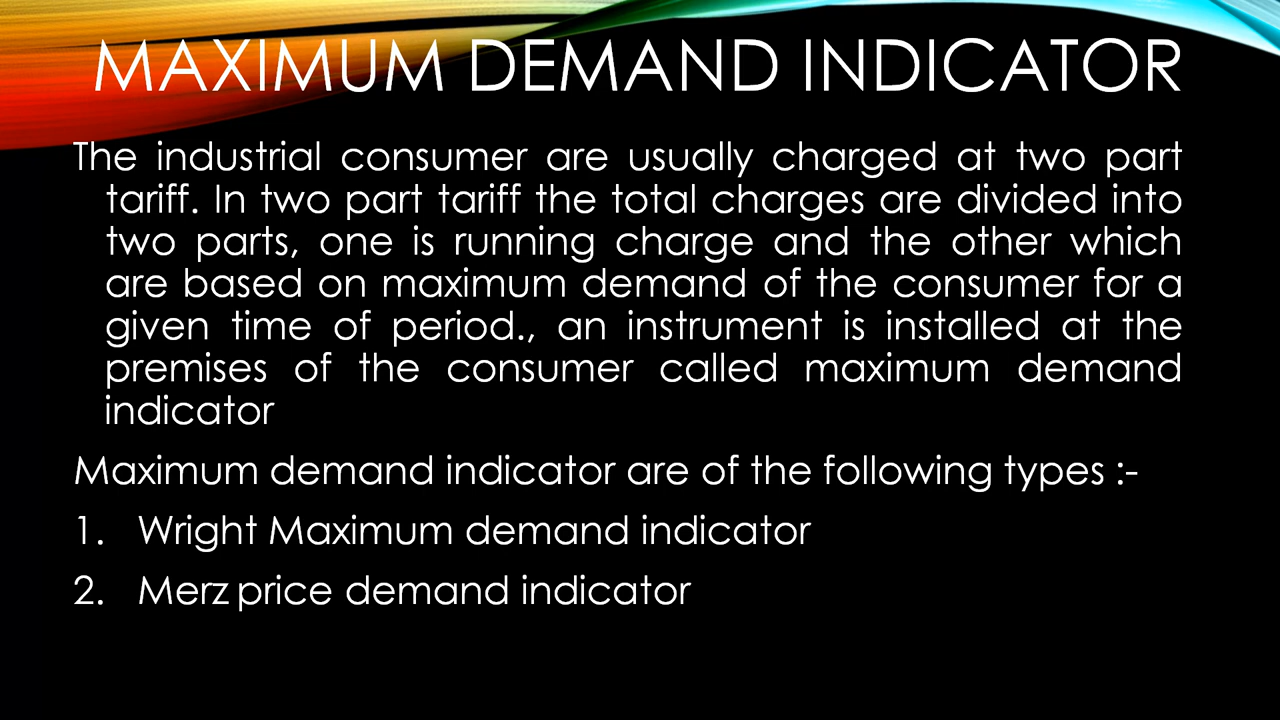 MAXIMUM DEMAND INDICATOR
The industrial consumer are usually charged at two part
tariff. In two part tariff the total charges are divided into
two parts, one is running charge and the other which
are based on maximum demand of the consumer for a
given time of period., an instrument is installed at the
premises of the consumer called maximum demand
indicator
Maximum demand indicator are of the following types :-
1. Wright Maximum demand indicator
2. Merz price demand indicator